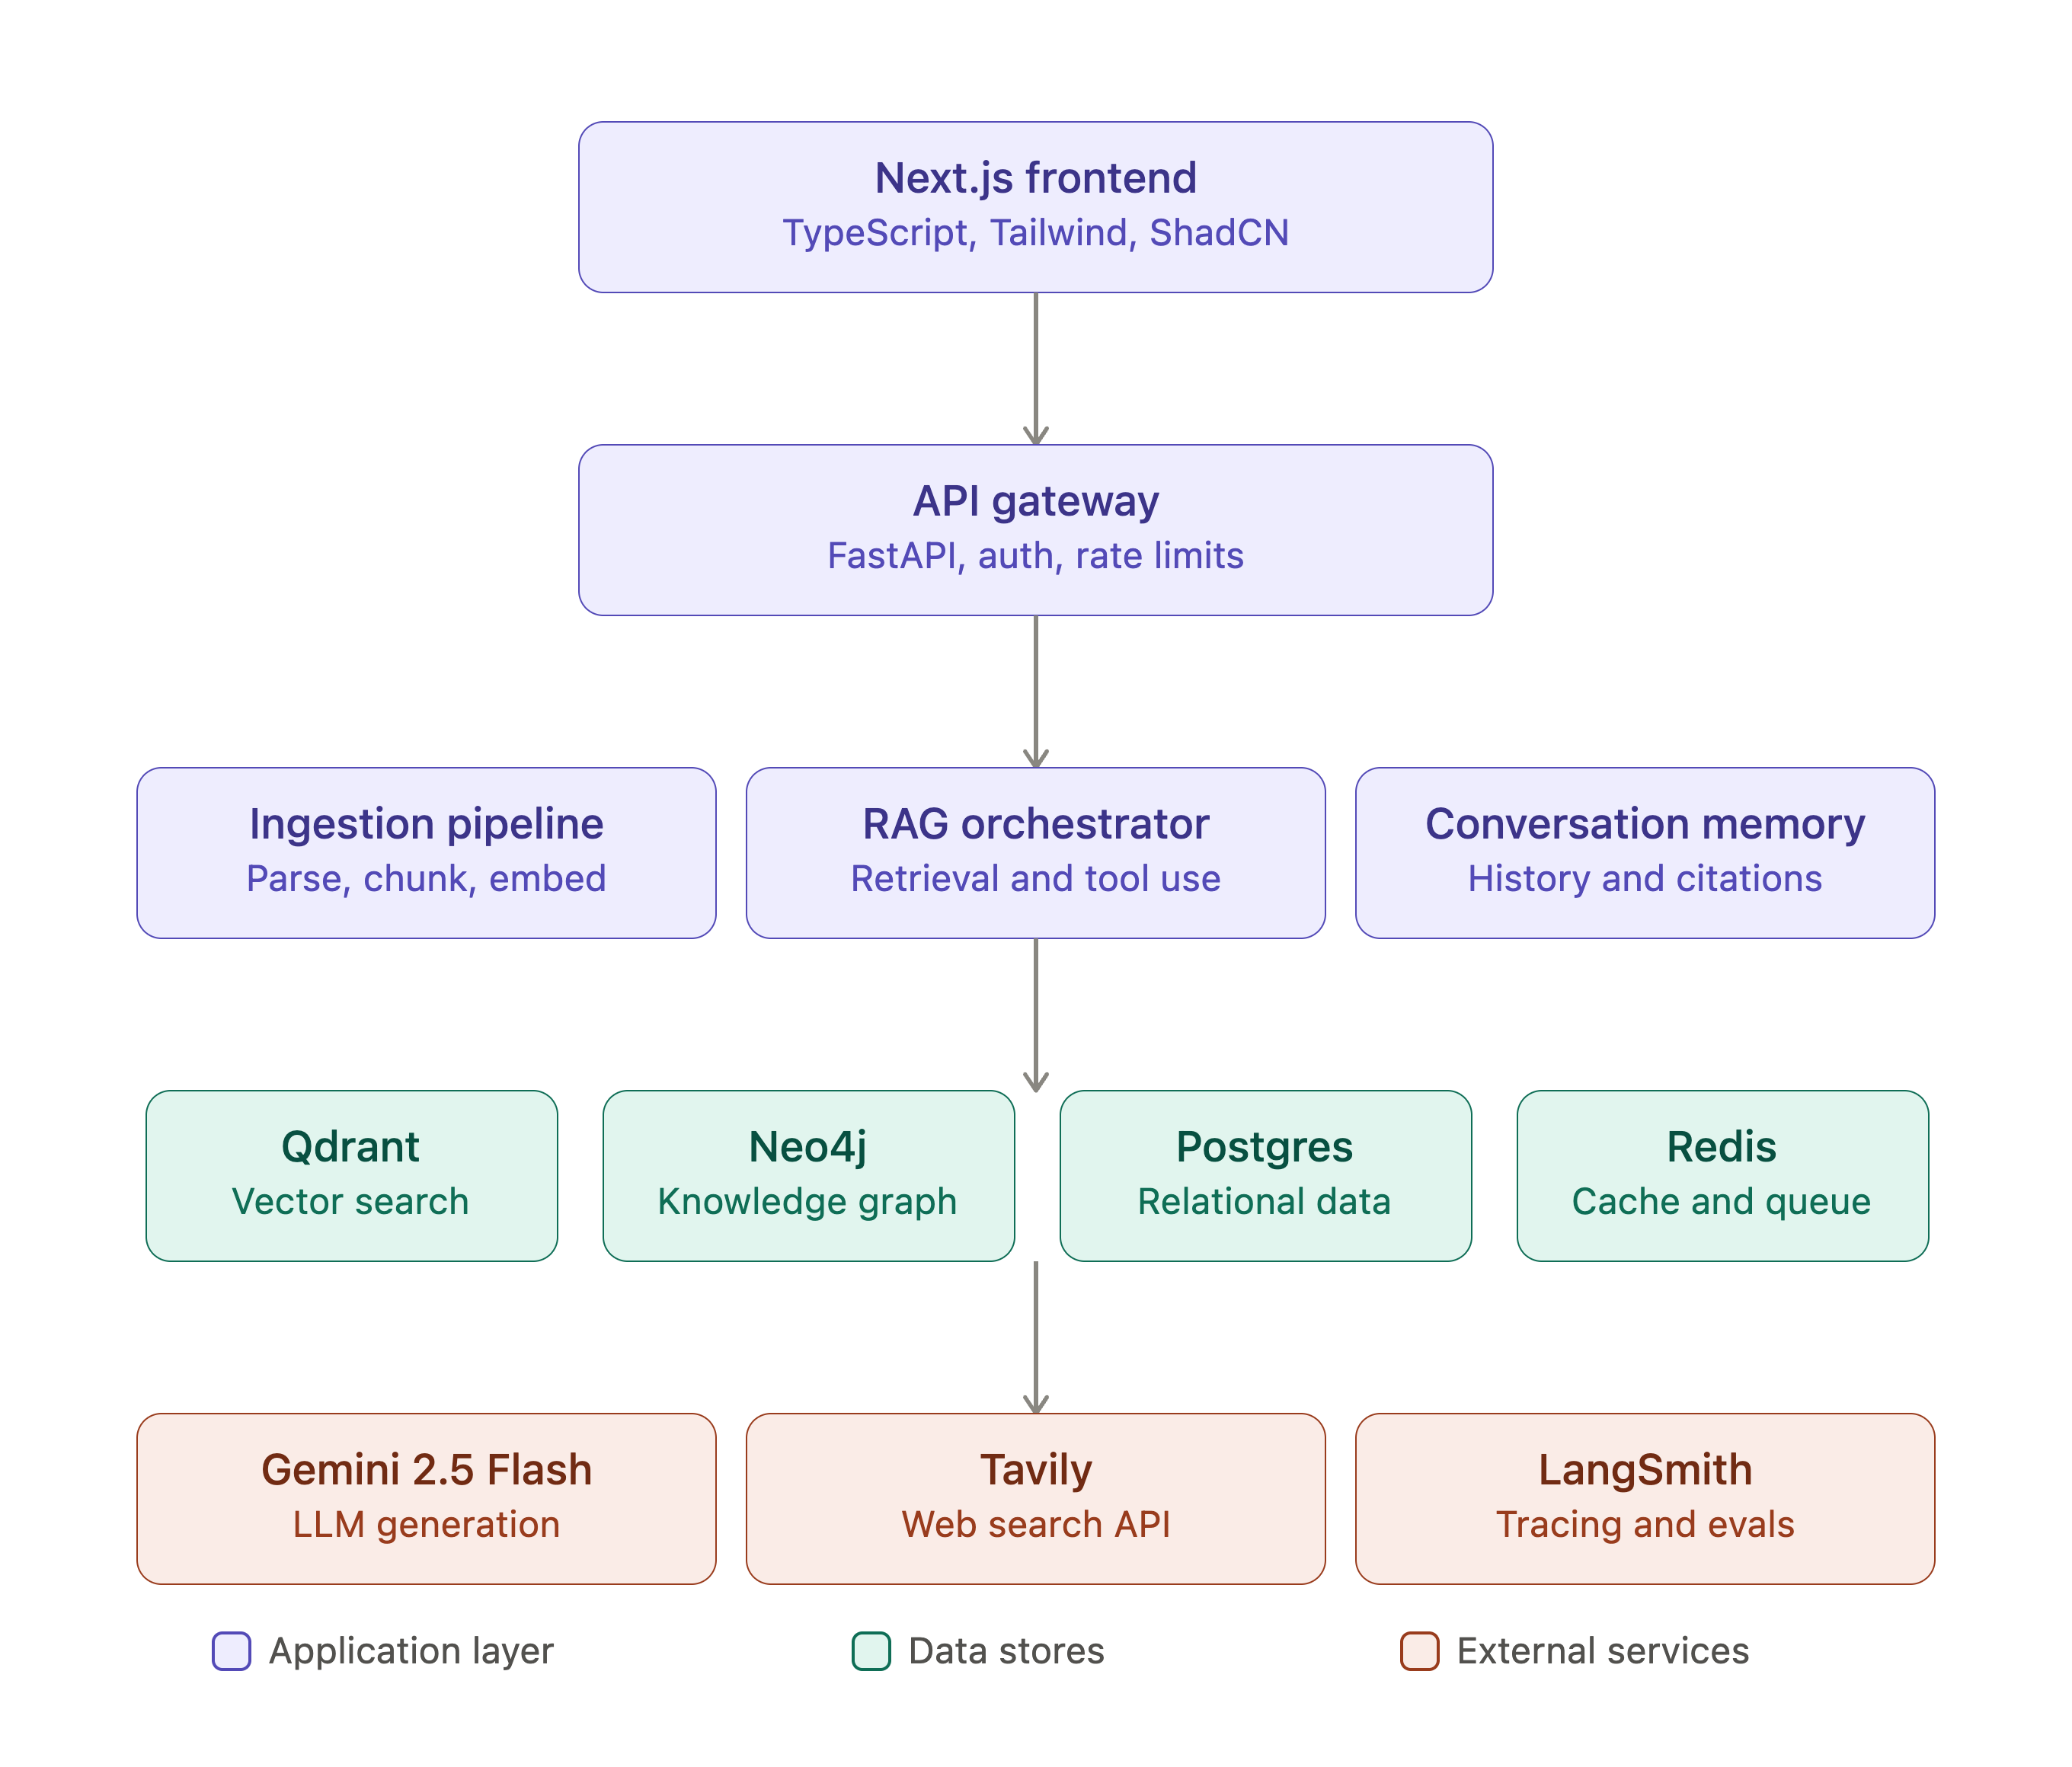 Next.js frontend
TypeScript, Tailwind, ShadCN
API gateway
FastAPI, auth, rate limits
Ingestion pipeline
Parse, chunk, embed
RAG orchestrator
Retrieval and tool use
Conversation memory
History and citations
Qdrant
Vector search
Neo4j
Knowledge graph
Postgres
Relational data
Redis
Cache and queue
Gemini 2.5 Flash
LLM generation
Tavily
Web search API
LangSmith
Tracing and evals
Application layer
Data stores
External services